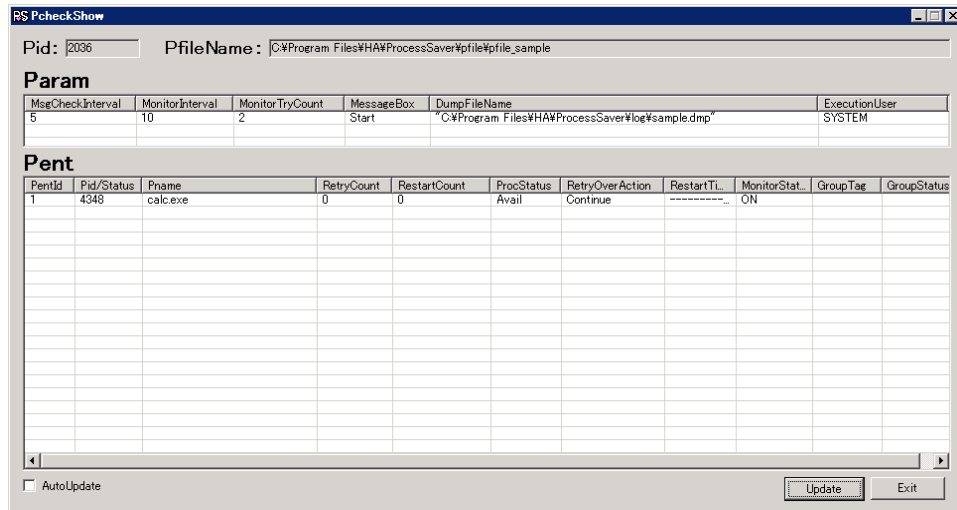 PS PcheckShow
Pid: 2036 PfileName: C:¥Program Files¥HA¥ProcessSaver¥pfile¥pfile_sample
Param
MsgCheckInterval MonitorInterval MonitorTryCount MessageBox DumpFileName ExecutionUser
5 10 2 Start "C:¥Program Files¥HA¥ProcessSaver¥log¥sample.dmp" SYSTEM
Pent
PentId Pid/Status Pname RetryCount RestartCount ProcStatus RetryOverAction RestartTi... MonitorStat... GroupTag GroupStatus
1 4348 calc.exe 0 0 Avail Continue ---------... ON
AutoUpdate Update Exit